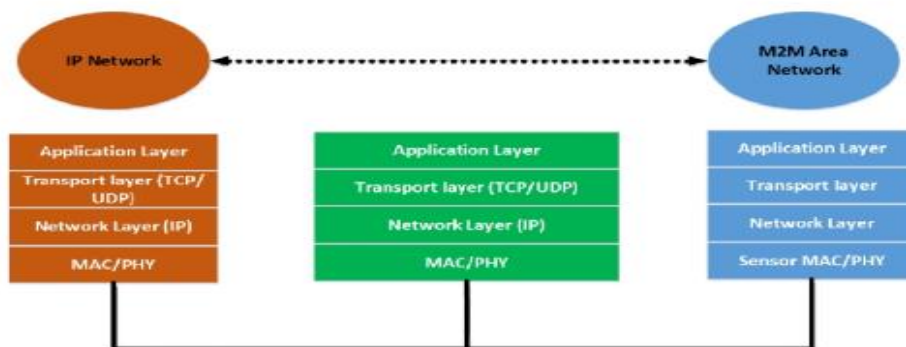 IP Network
M2M Area
Network
Application Layer
Transport layer (TCP/
UDP)
Network Layer (IP)
MAC/PHY
Application Layer
Transport layer (TCP/UDP)
Network Layer (IP)
MAC/PHY
Application Layer
Transport layer
Network Layer
Sensor MAC/PHY